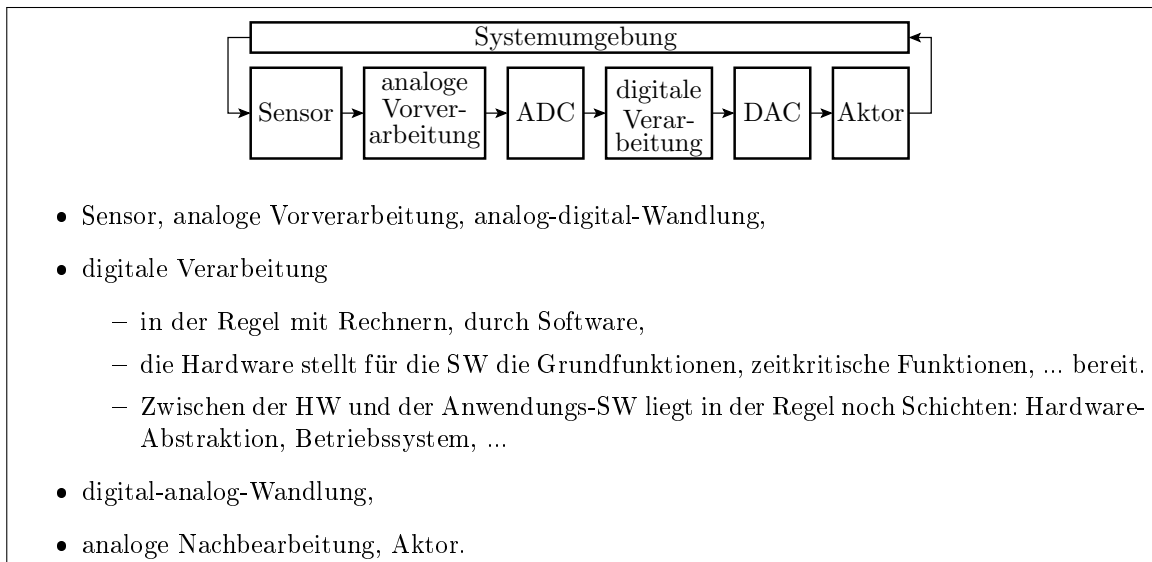 Systemumgebung
Sensor
analoge
Vorver-
arbeitung
ADC
digitale
Verar-
beitung
DAC
Aktor
• Sensor, analoge Vorverarbeitung, analog-digital-Wandlung,
• digitale Verarbeitung
– in der Regel mit Rechnern, durch Software,
– die Hardware stellt für die SW die Grundfunktionen, zeitkritische Funktionen, ... bereit.
– Zwischen der HW und der Anwendungs-SW liegt in der Regel noch Schichten: Hardware-
Abstraktion, Betriebssystem, ...
• digital-analog-Wandlung,
• analoge Nachbearbeitung, Aktor.